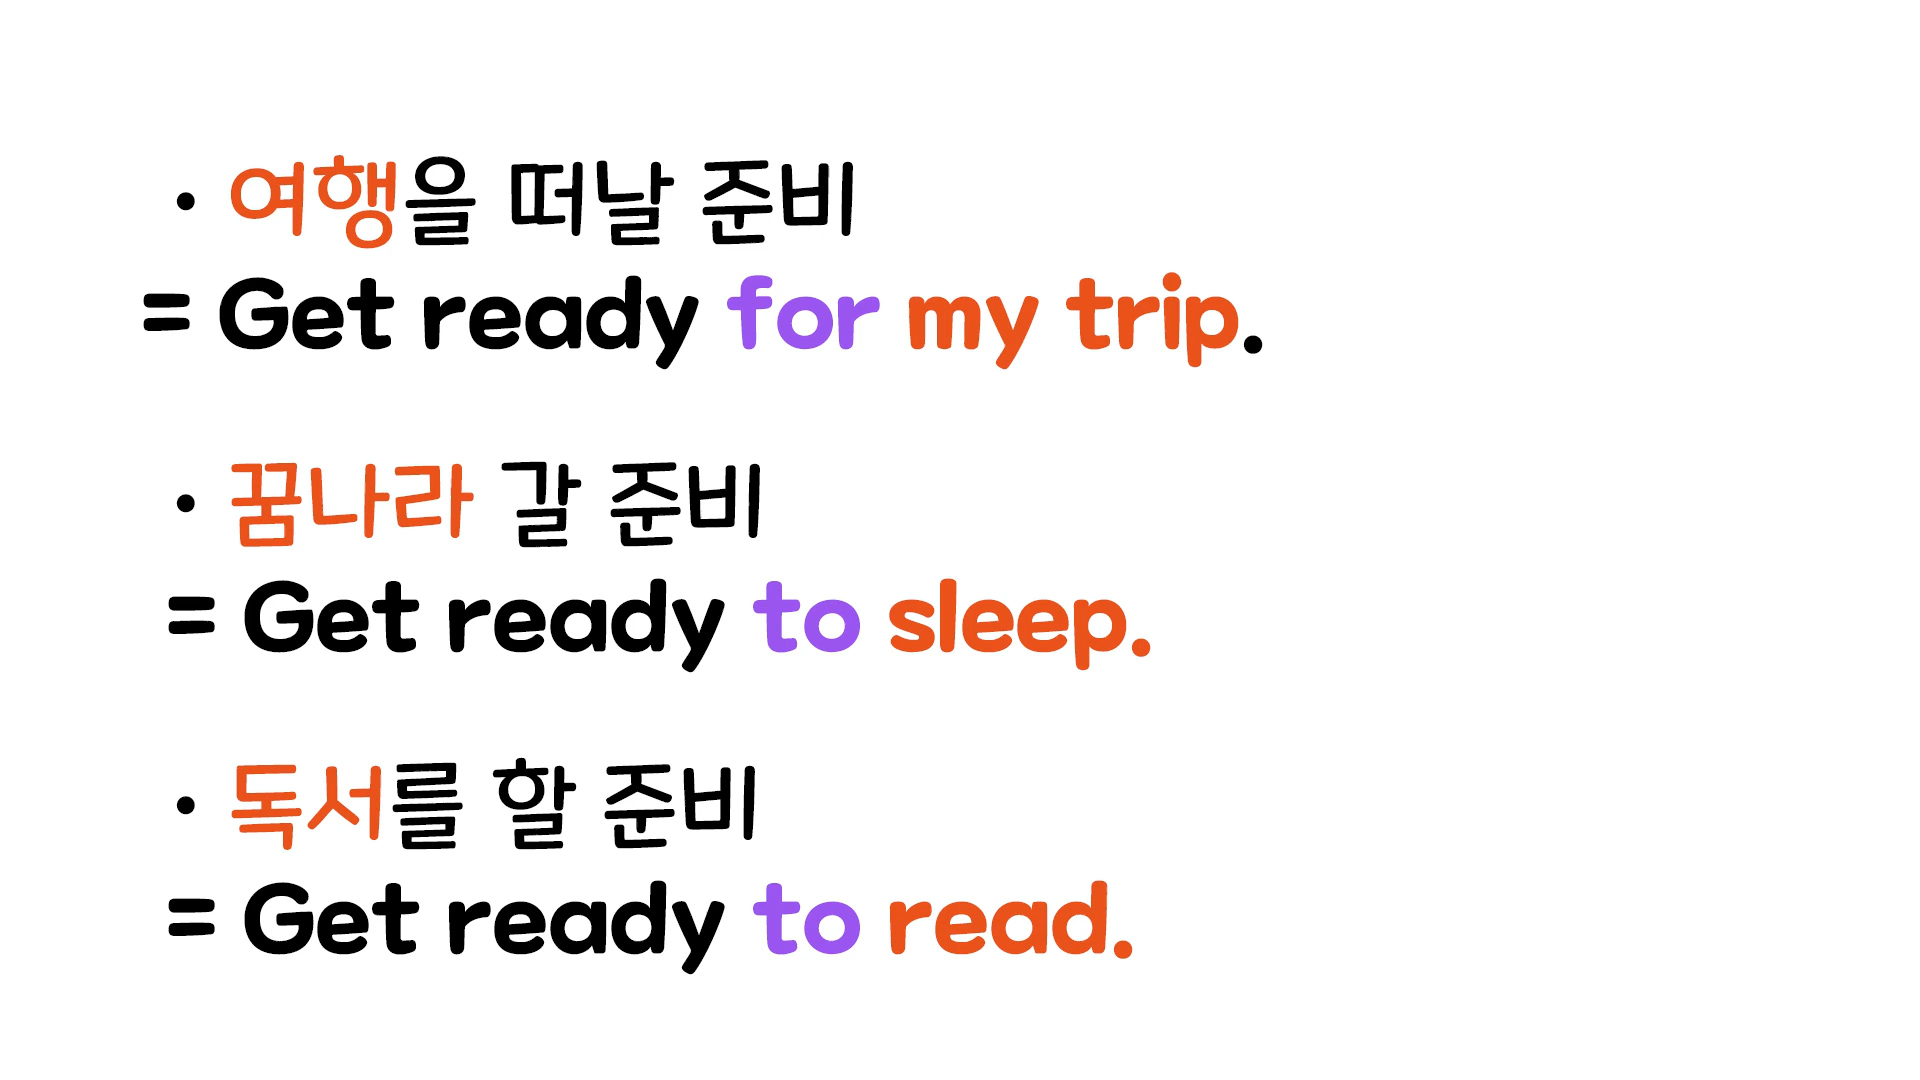 • 여행을 떠날 준비
= Get ready for my trip.
• 꿈나라 갈 준비
= Get ready to sleep.
• 독서를 할 준비
= Get ready to read.